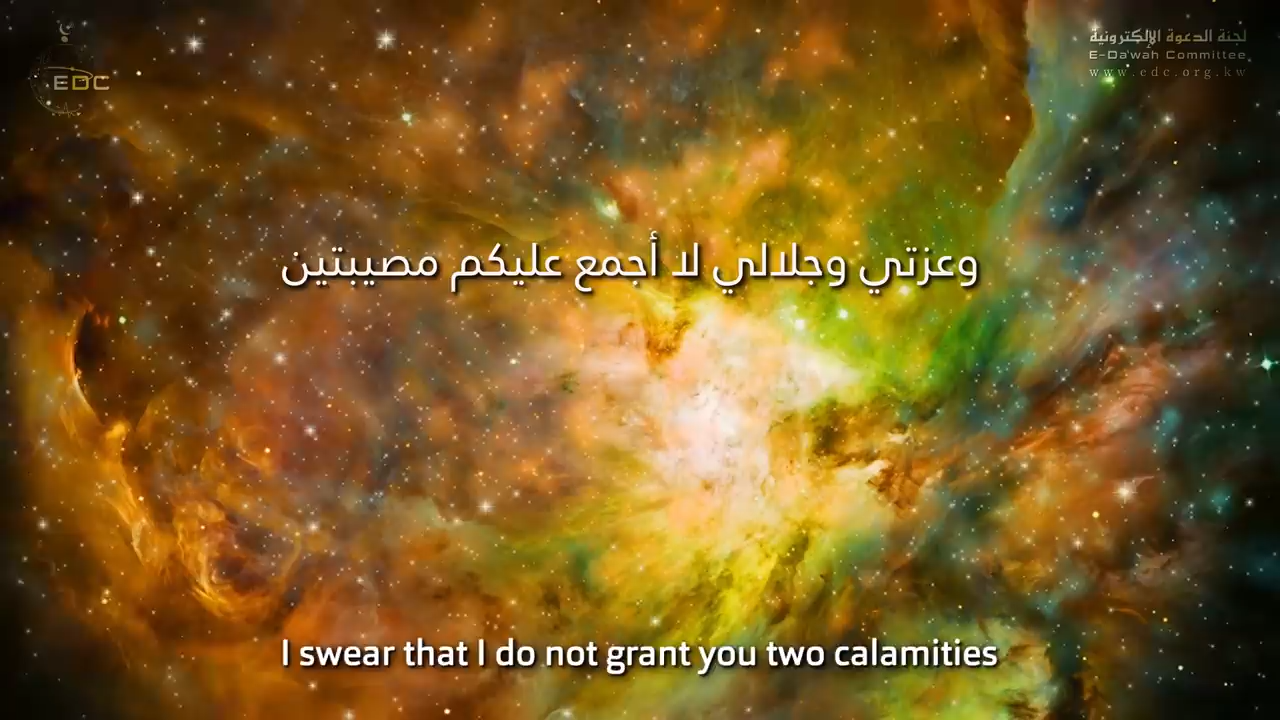 EDC
لجنة الدعوة الإلكترونية
E-Da'wah Committee
www.edc.org.kw
وعزتي وجلالي لا أجمع عليكم مصيبتين
I swear that I do not grant you two calamities